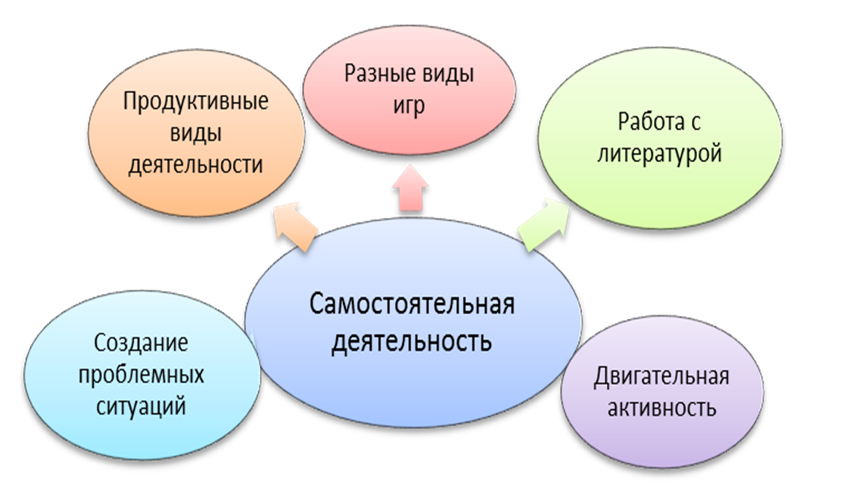 Разные виды
игр
Продуктивные
виды
деятельности
Работа с
литературой
Самостоятельная
деятельность
Создание
проблемных
ситуаций
Двигательная
активность